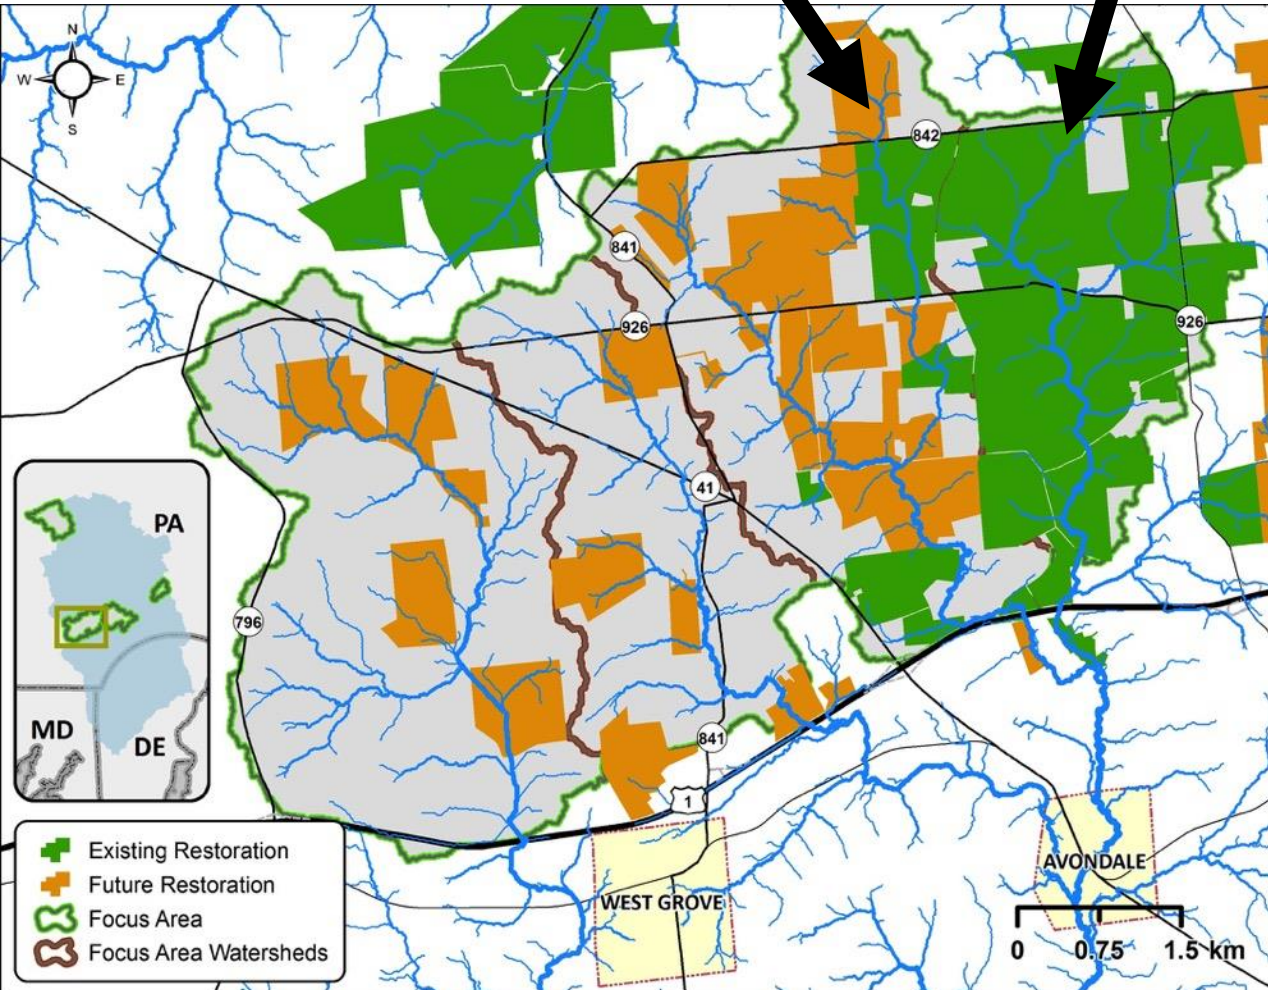 N
W E
S
842
841
926
926
41
796
PA
MD
DE
841
1
Existing Restoration
Future Restoration
Focus Area
Focus Area Watersheds
WEST GROVE
AVONDALE
0 0.75 1.5 km